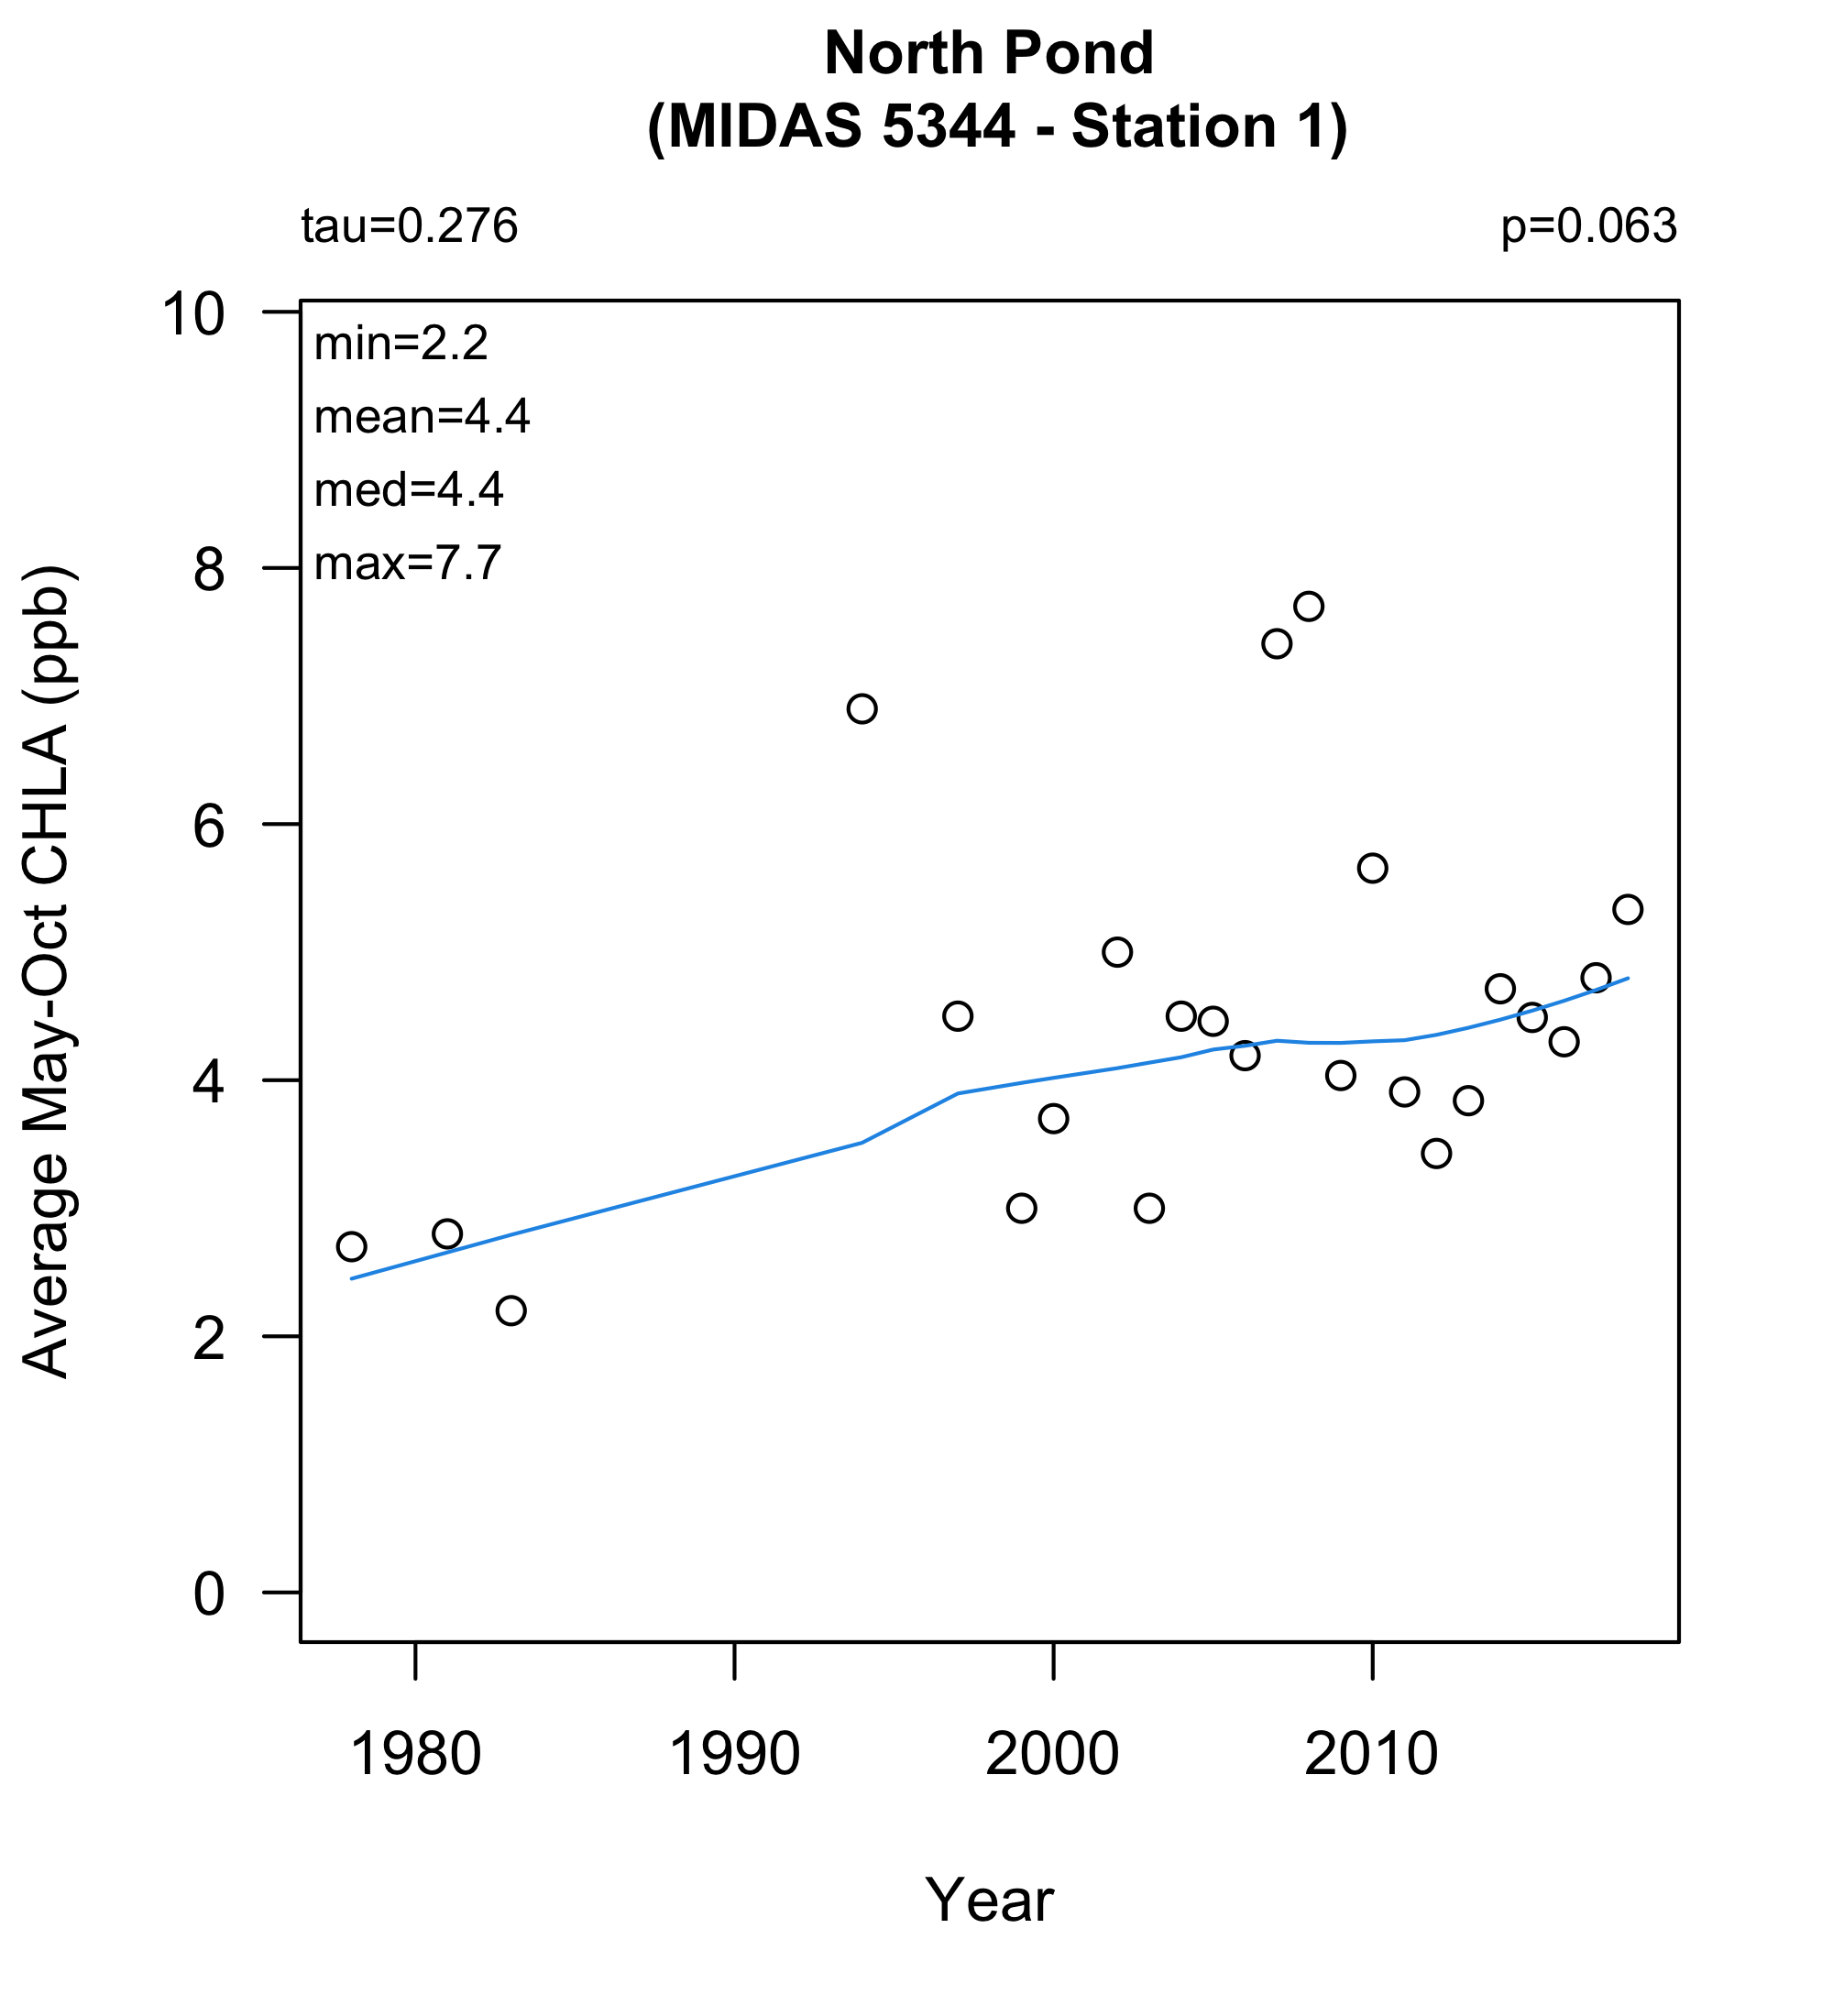 North Pond
(MIDAS 5344 - Station 1)
tau=0.276
p=0.063
min=2.2
mean=4.4
med=4.4
max=7.7
Average May-Oct CHLA (ppb)
10
8
6
4
2
0
1980
1990
2000
2010
Year